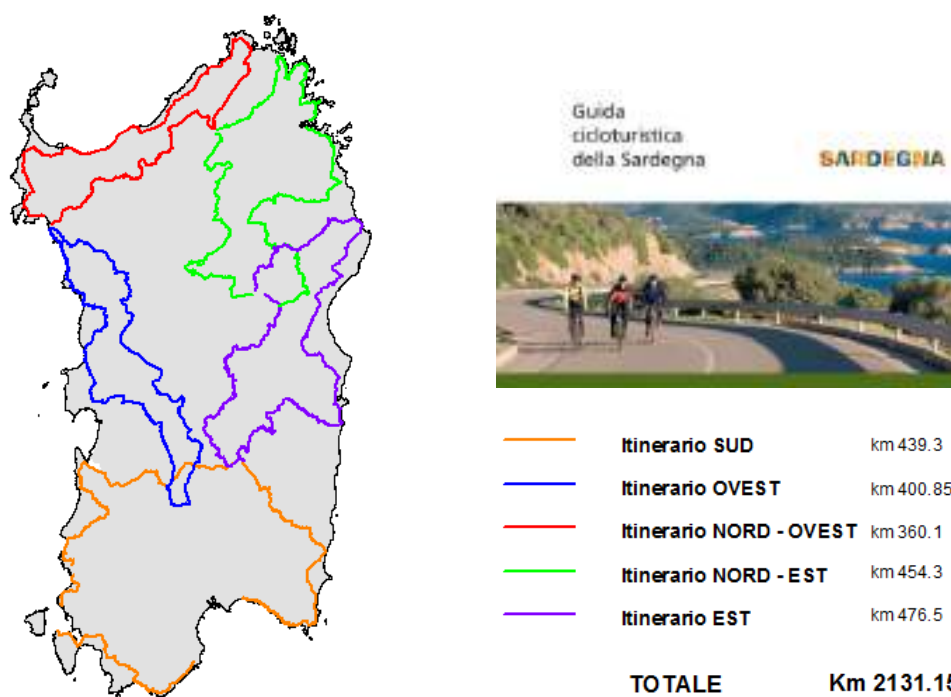 Guida
cicloturistica
della Sardegna
SARDEGNA
Itinerario SUD km 439.3
Itinerario OVEST km 400.85
Itinerario NORD - OVEST km 360.1
Itinerario NORD - EST km 454.3
Itinerario EST km 476.5
TOTALE Km